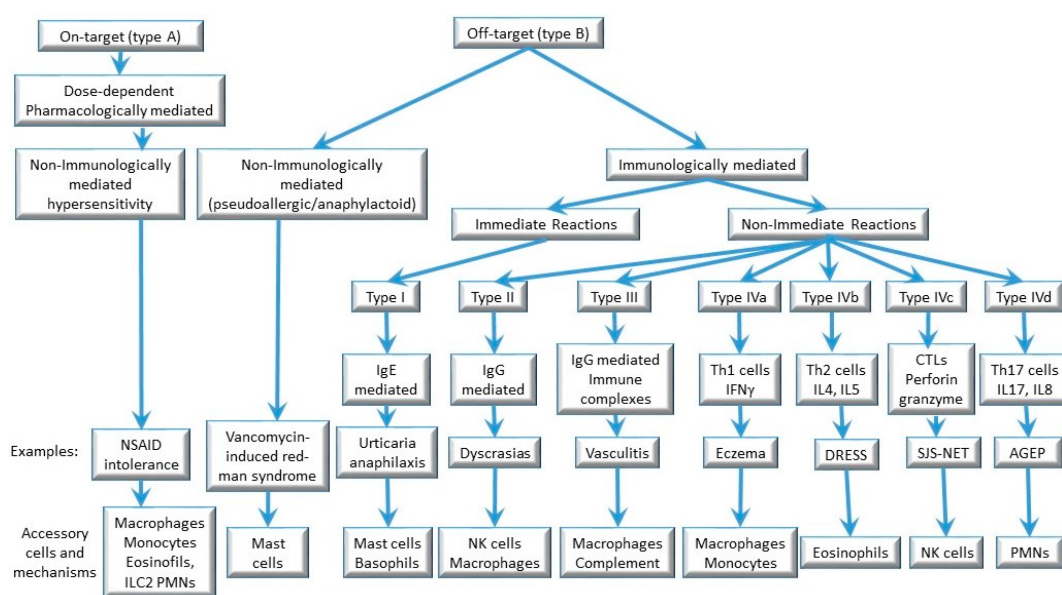 On-target (type A)
Off-target (type B)
Dose-dependent
Pharmacologically mediated
Non-Immunologically
mediated
hypersensitivity
Non-Immunologically
mediated
(pseudoallergic/anaphylactoid)
Immunologically mediated
Immediate Reactions
Non-Immediate Reactions
Type I
Type II
Type III
Type IVa
Type IVb
Type IVc
Type IVd
IgE
mediated
IgG
mediated
IgG mediated
Immune
complexes
Th1 cells
IFNγ
Th2 cells
IL4, IL5
CTLs
Perforin
granzyme
Th17 cells
IL17, IL8
Examples:
NSAID
intolerance
Vancomycin-
induced red-
man syndrome
Urticaria
anaphilaxis
Dyscrasias
Vasculitis
Eczema
DRESS
SJS-NET
AGEP
Accessory
cells and
mechanisms
Macrophages
Monocytes
Eosinofils,
ILC2 PMNs
Mast
cells
Mast cells
Basophils
NK cells
Macrophages
Macrophages
Complement
Macrophages
Monocytes
Eosinophils
NK cells
PMNs